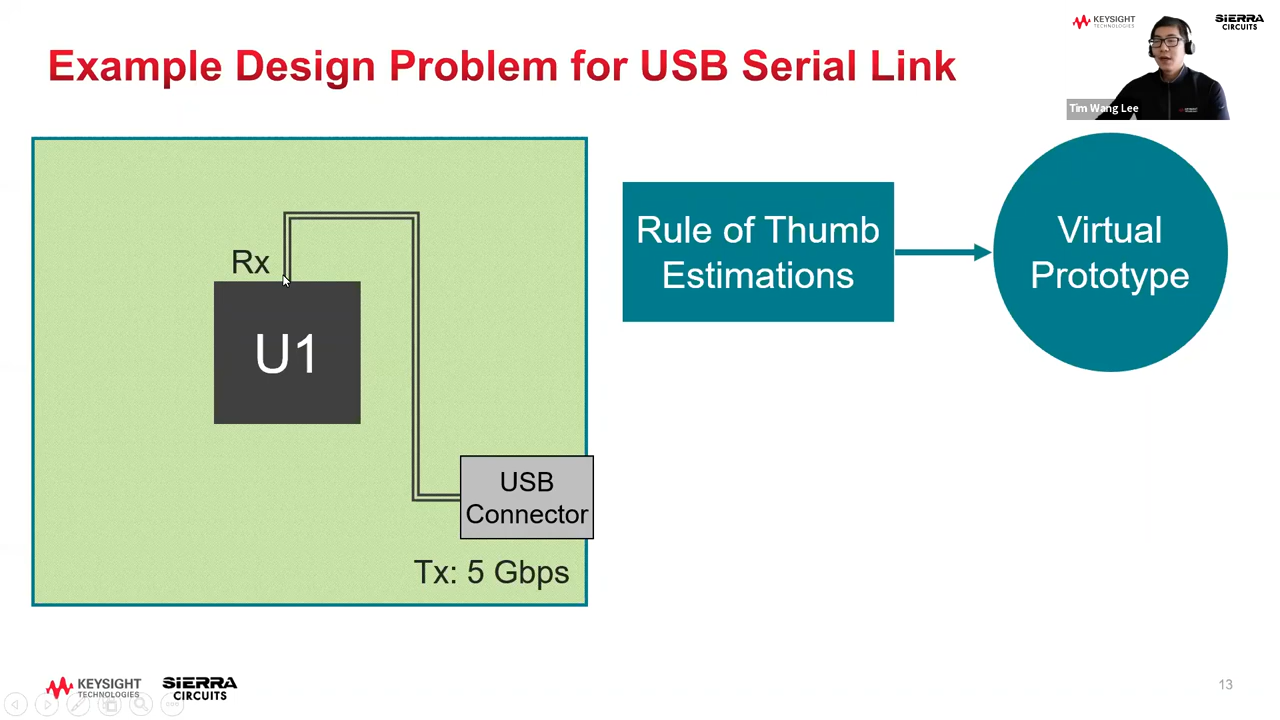 KEYSIGHT
TECHNOLOGIES
SIERRA
CIRCUITS
Example Design Problem for USB Serial Link
Tim Wang Lee
Rx
U1
USB
Connector
Tx: 5 Gbps
Rule of Thumb
Estimations
Virtual
Prototype
KEYSIGHT
TECHNOLOGIES
SIERRA
CIRCUITS
13